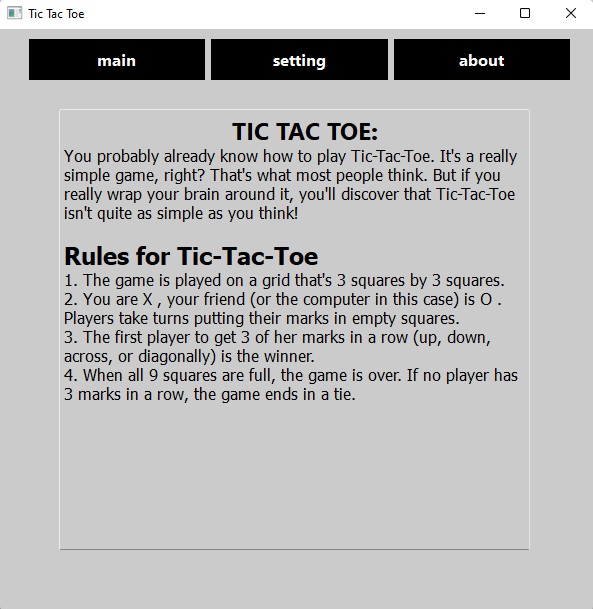 Tic Tac Toe
main
setting
about
TIC TAC TOE:
You probably already know how to play Tic-Tac-Toe. It's a really
simple game, right? That's what most people think. But if you
really wrap your brain around it, you'll discover that Tic-Tac-Toe
isn't quite as simple as you think!
Rules for Tic-Tac-Toe
1. The game is played on a grid that's 3 squares by 3 squares.
2. You are X , your friend (or the computer in this case) is O .
Players take turns putting their marks in empty squares.
3. The first player to get 3 of her marks in a row (up, down,
across, or diagonally) is the winner.
4. When all 9 squares are full, the game is over. If no player has
3 marks in a row, the game ends in a tie.